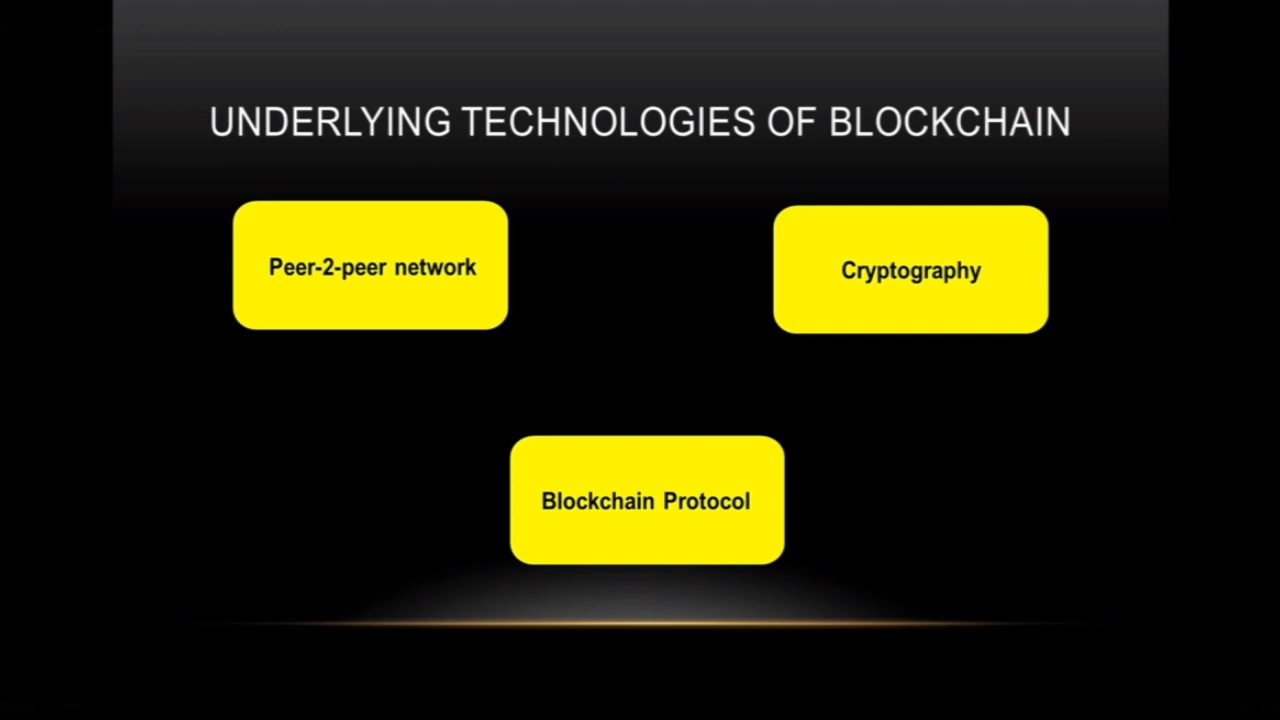 UNDERLYING TECHNOLOGIES OF BLOCKCHAIN
Peer-2-peer network
Cryptography
Blockchain Protocol